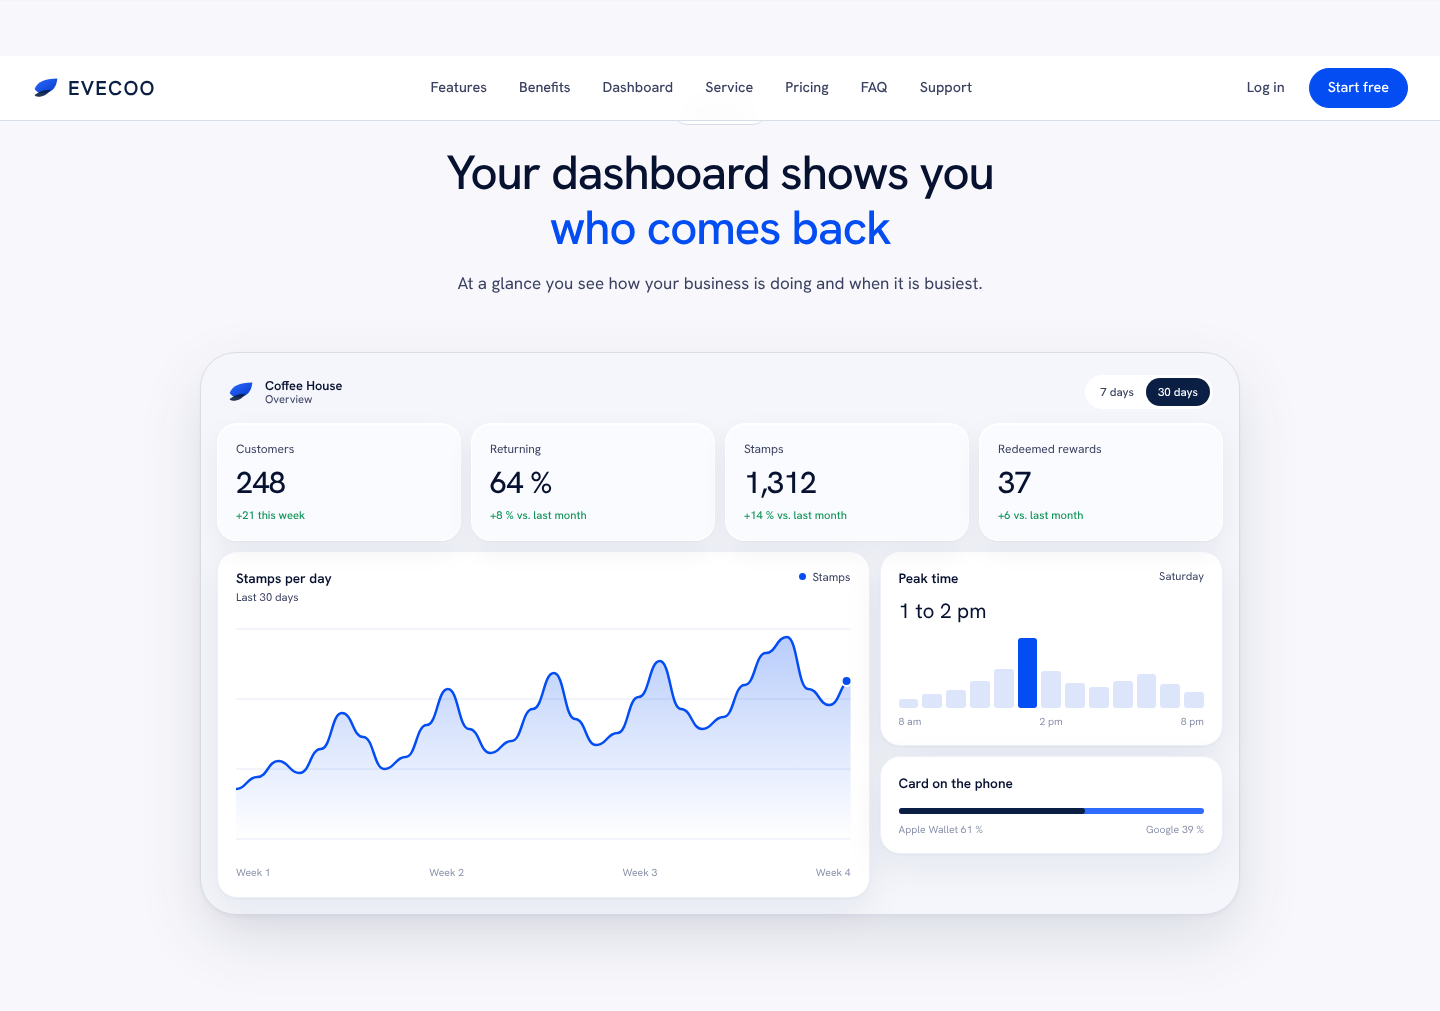 EVECOO
Features
Benefits
Dashboard
Service
Pricing
FAQ
Support
Log in
Start free
Your dashboard shows you
who comes back
At a glance you see how your business is doing and when it is busiest.
Coffee House
Overview
7 days
30 days
Customers
248
+21 this week
Returning
64 %
+8 % vs. last month
Stamps
1,312
+14 % vs. last month
Redeemed rewards
37
+6 vs. last month
Stamps per day
Last 30 days
Stamps
Week 1
Week 2
Week 3
Week 4
Peak time
Saturday
1 to 2 pm
8 am
2 pm
8 pm
Card on the phone
Apple Wallet 61 %
Google 39 %